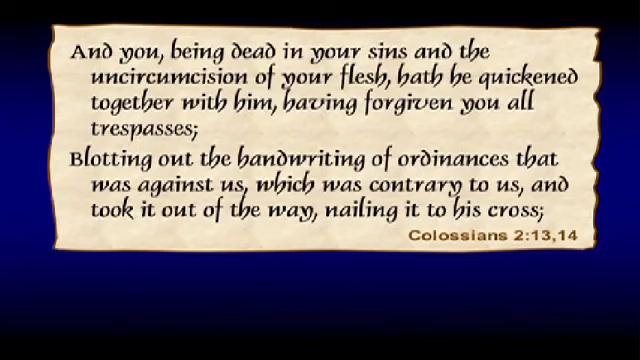 And you, being dead in your sins and the
uncircumcision of your flesh, hath he quickened
together with him, having forgiven you all
trespasses;
Blotting out the handwriting of ordinances that
was against us, which was contrary to us, and
took it out of the way, nailing it to his cross;
Colossians 2:13,14